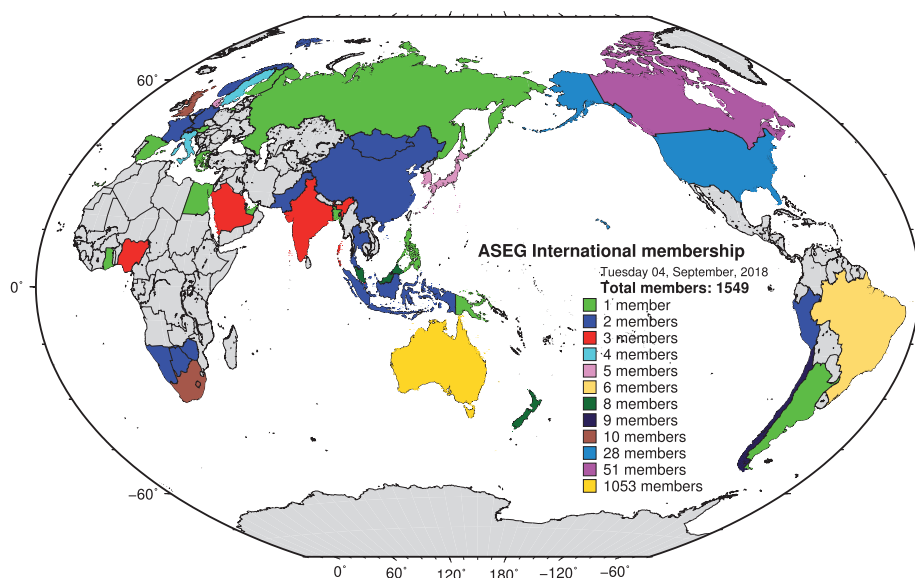 60°
0°
−60°
ASEG International membership
Tuesday 04, September, 2018
Total members: 1549
1 member
2 members
3 members
4 members
5 members
6 members
8 members
9 members
10 members
28 members
51 members
1053 members
0° 60° 120° 180° −120° −60°